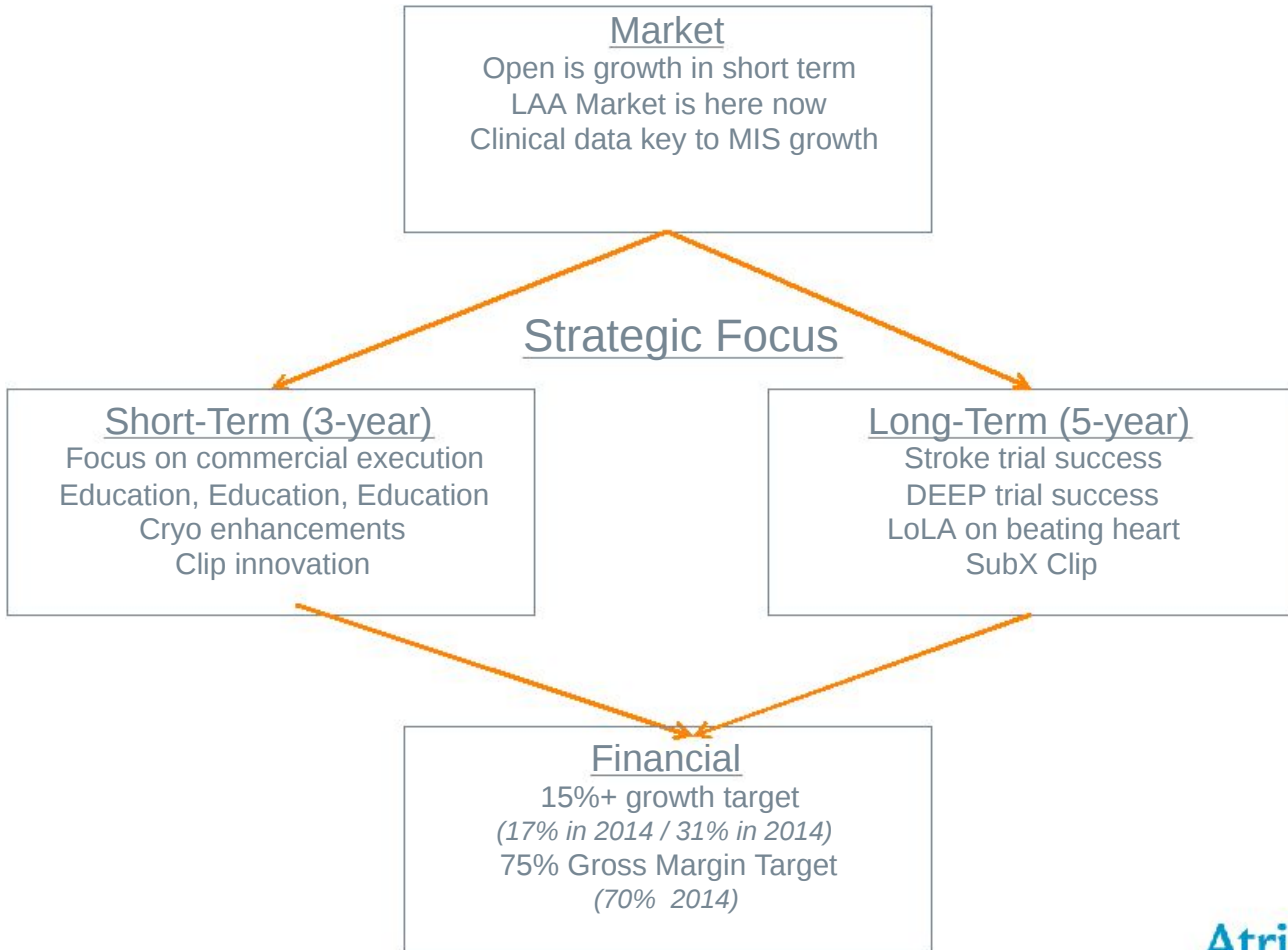 Market
Open is growth in short term
LAA Market is here now
Clinical data key to MIS growth
Strategic Focus
Short-Term (3-year)
Focus on commercial execution
Education, Education, Education
Cryo enhancements
Clip innovation
Long-Term (5-year)
Stroke trial success
DEEP trial success
LoLA on beating heart
SubX Clip
Financial
15%+ growth target
(17% in 2014 / 31% in 2014)
75% Gross Margin Target
(70% 2014)
Atri